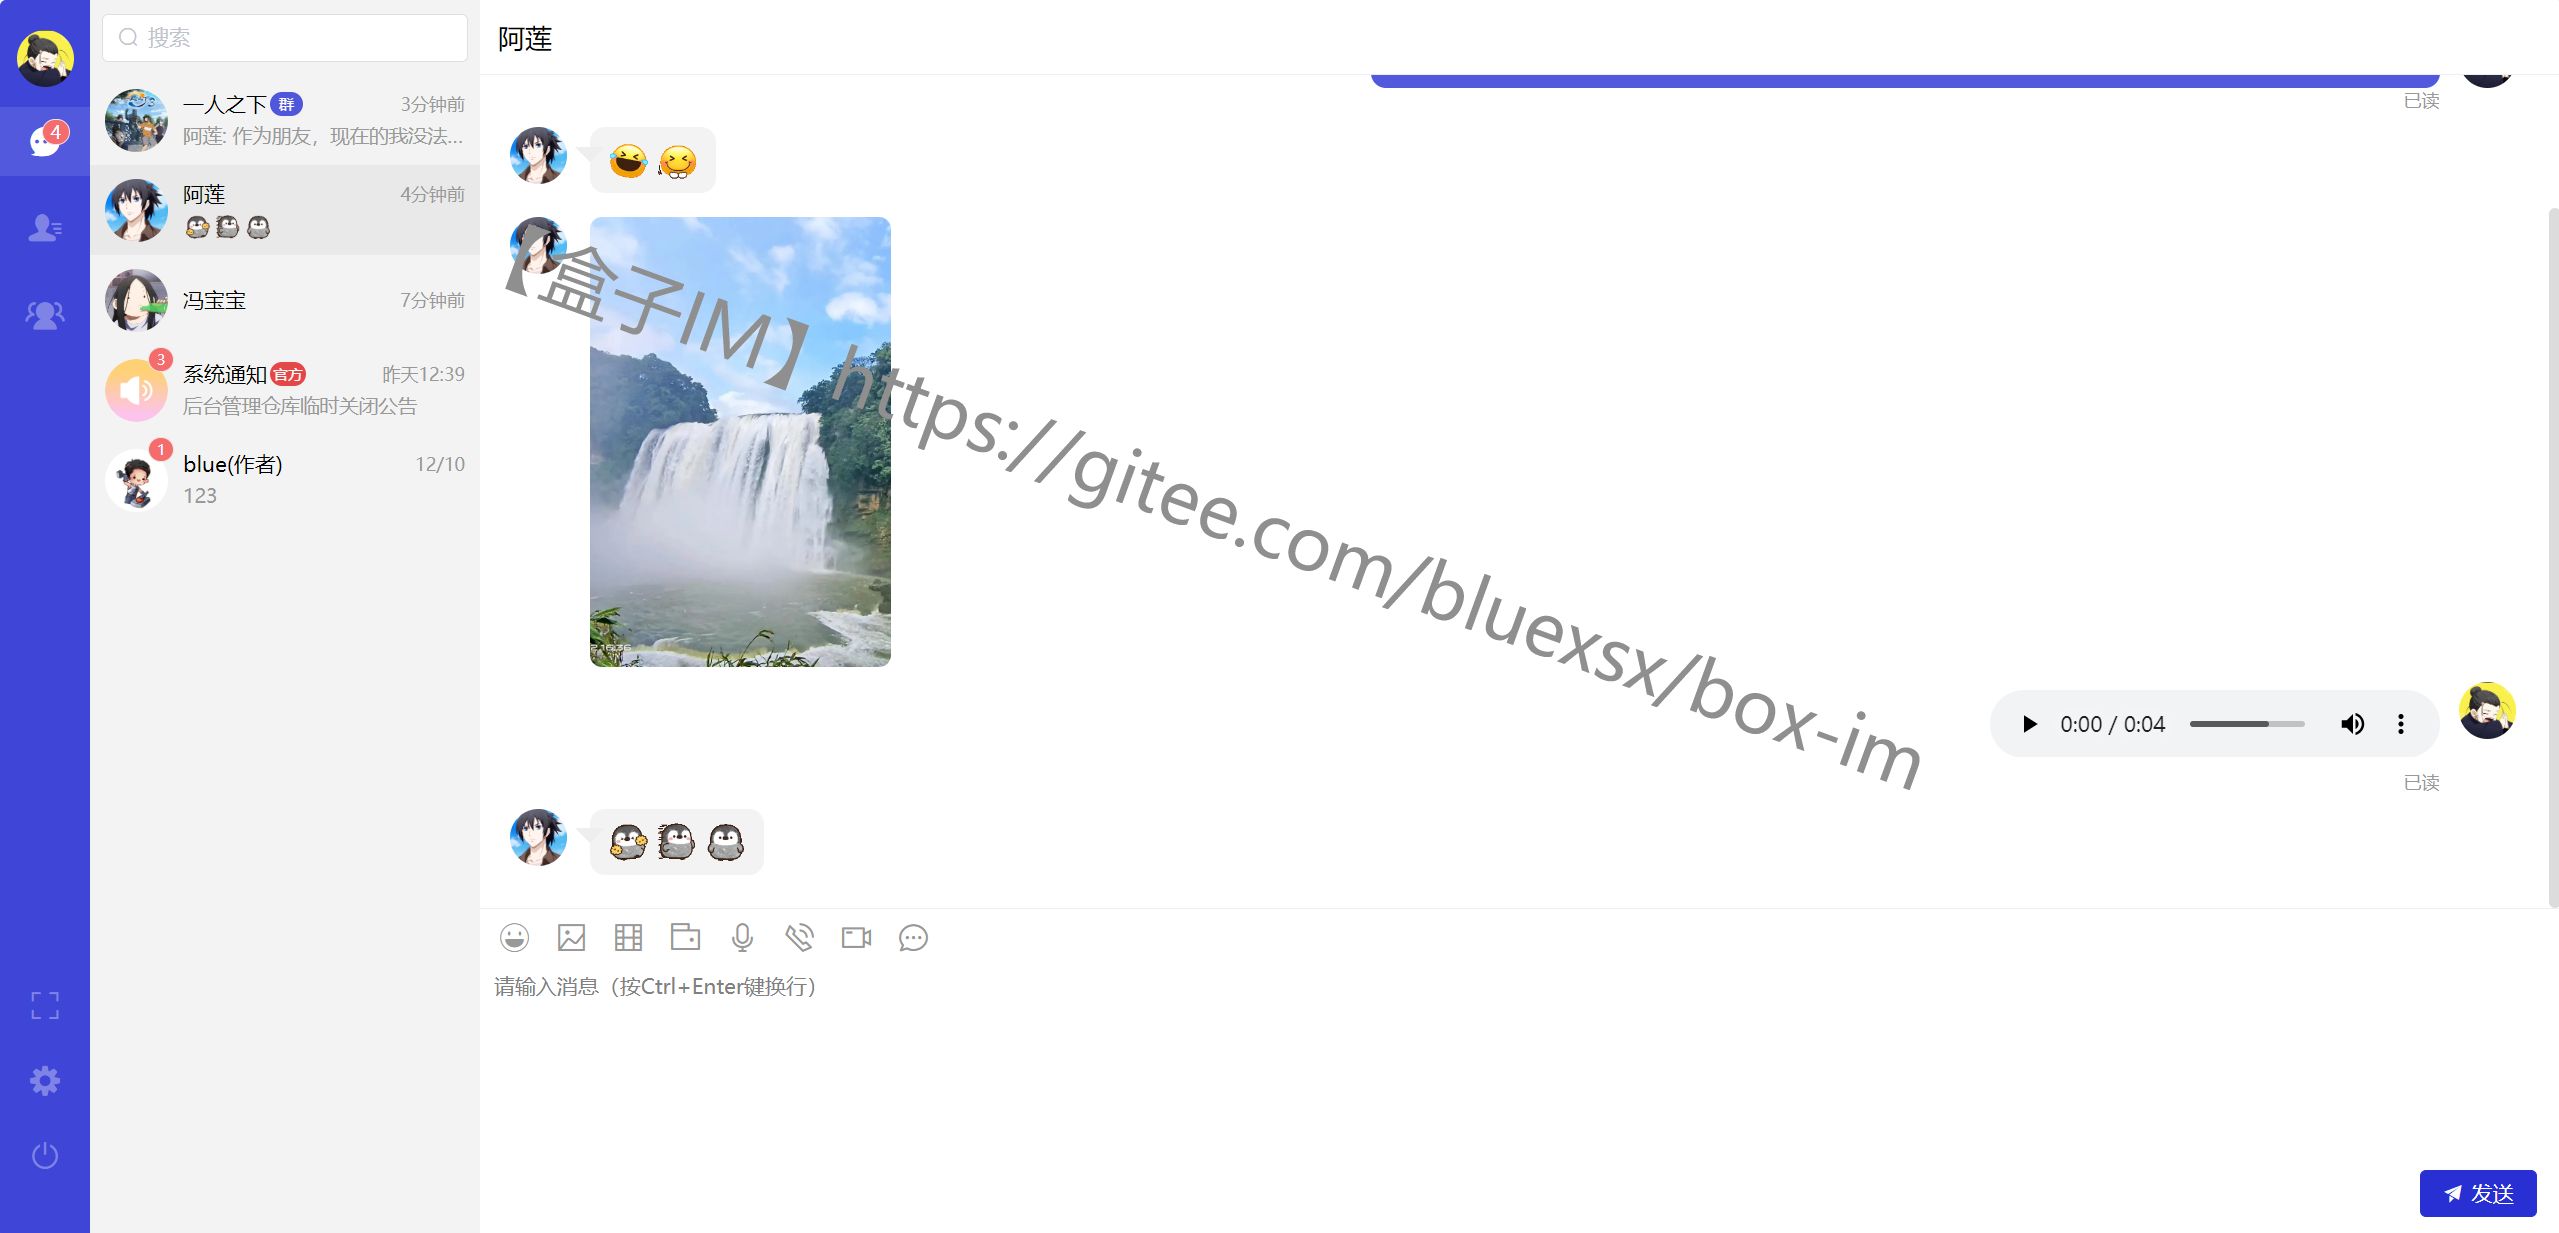 搜索
4
一人之下 群 3分钟前
阿莲: 作为朋友，现在的我没法...
阿莲 4分钟前
冯宝宝 7分钟前
3
系统通知 官方 昨天12:39
后台管理仓库临时关闭公告
1
blue(作者) 12/10
123
阿莲
已读
【盒子IM】https://gitee.com/bluexsx/box-im
0:00 / 0:04
已读
请输入消息（按Ctrl+Enter键换行）
发送